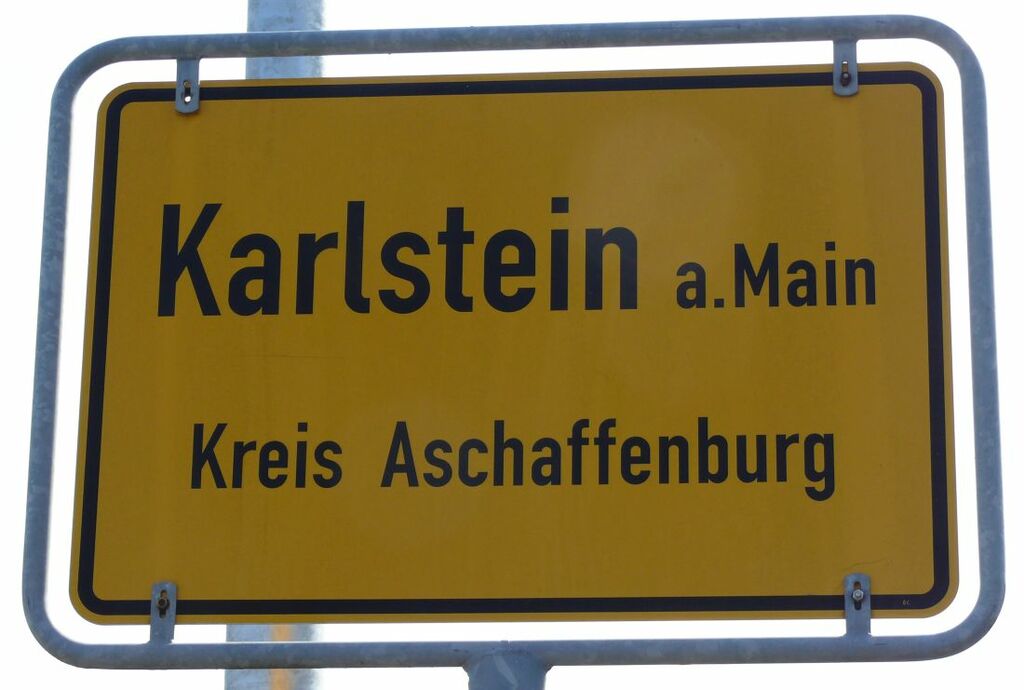 Karlstein a.Main
Kreis Aschaffenburg